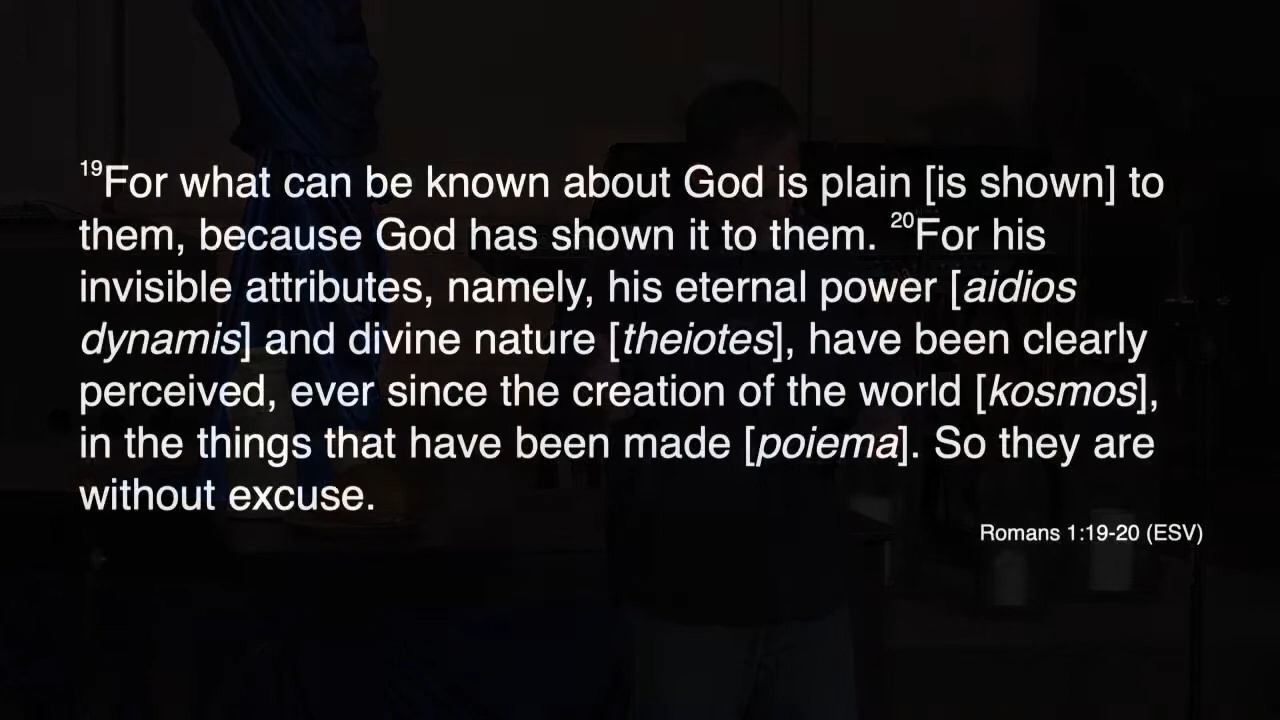 19For what can be known about God is plain [is shown] to
them, because God has shown it to them. 20For his
invisible attributes, namely, his eternal power [aidios
dynamis] and divine nature [theiotes], have been clearly
perceived, ever since the creation of the world [kosmos],
in the things that have been made [poiema]. So they are
without excuse.
Romans 1:19-20 (ESV)